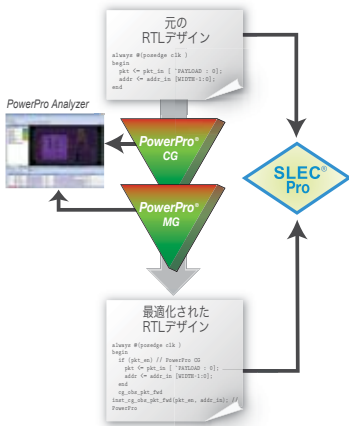 元の
RTLデザイン
always @(posedge clk )
begin
pkt <= pkt_in [ `PAYLOAD : 0];
addr <= addr_in [WIDTH-1:0];
end
PowerPro Analyzer
PowerPro®
CG
SLEC®
Pro
PowerPro®
MG
最適化された
RTLデザイン
always @(posedge clk )
begin
if (pkt_en) // PowerPro CG
pkt <= pkt_in [ `PAYLOAD : 0];
addr <= addr_in [WIDTH-1:0];
end
cg_obs_pkt_fwd
inst_cg_obs_pkt_fwd(pkt_en, addr_in); //
PowerPro